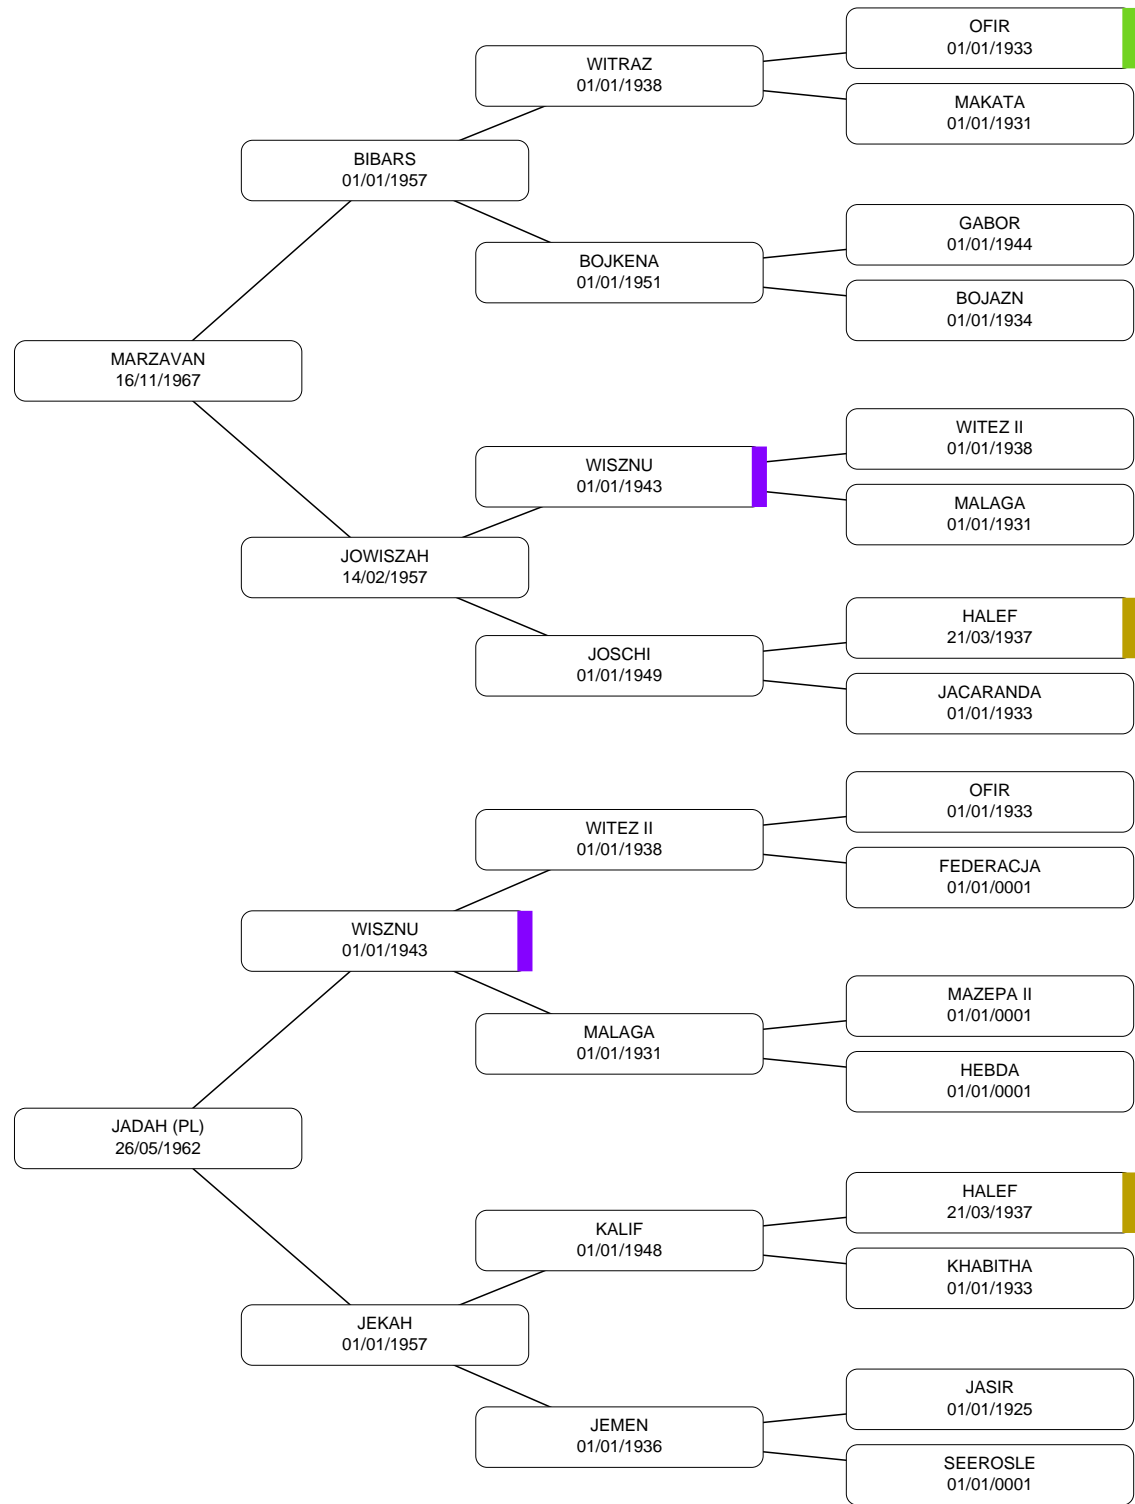 OFIR
01/01/1933
WITRAZ
01/01/1938
MAKATA
01/01/1931
BIBARS
01/01/1957
GABOR
01/01/1944
BOJKENA
01/01/1951
BOJAZN
01/01/1934
MARZAVAN
16/11/1967
WITEZ II
01/01/1938
WISZNU
01/01/1943
MALAGA
01/01/1931
JOWISZAH
14/02/1957
HALEF
21/03/1937
JOSCHI
01/01/1949
JACARANDA
01/01/1933
OFIR
01/01/1933
WITEZ II
01/01/1938
FEDERACJA
01/01/0001
WISZNU
01/01/1943
MAZEPA II
01/01/0001
MALAGA
01/01/1931
HEBDA
01/01/0001
JADAH (PL)
26/05/1962
HALEF
21/03/1937
KALIF
01/01/1948
KHABITHA
01/01/1933
JEKAH
01/01/1957
JASIR
01/01/1925
JEMEN
01/01/1936
SEEROSLE
01/01/0001